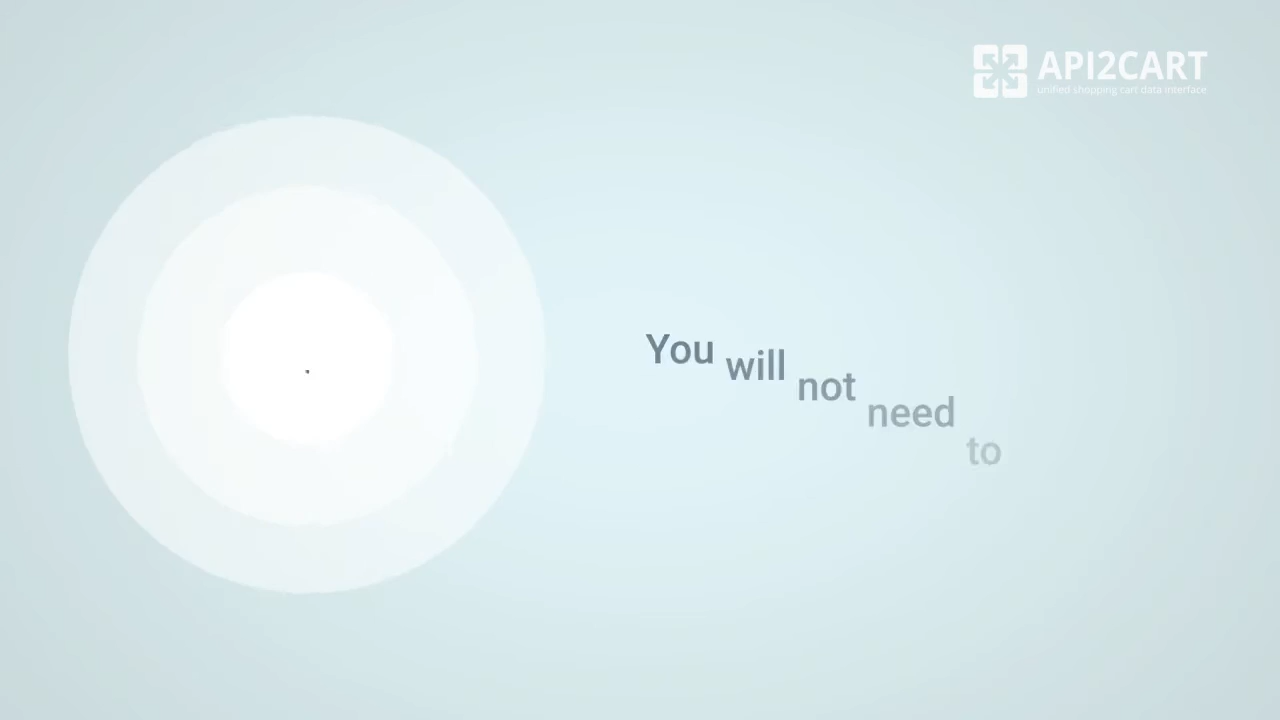 API2CART
unified shopping cart data interface
You will not need to